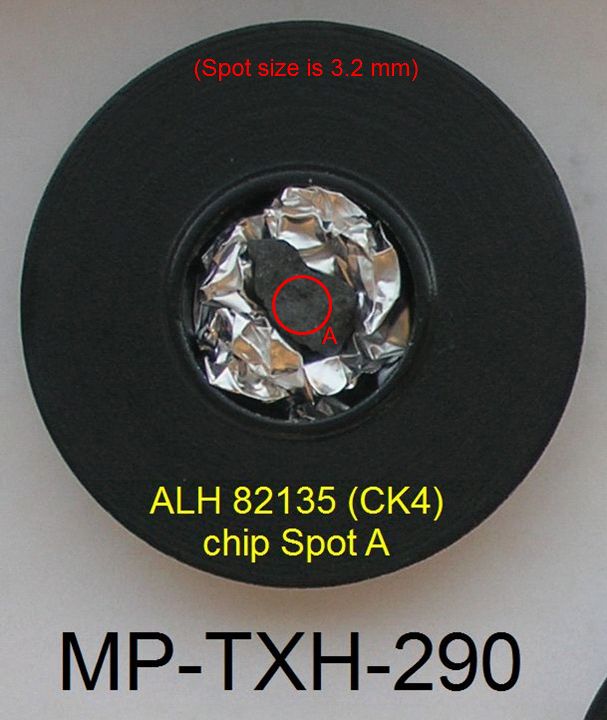 (Spot size is 3.2 mm)
A
ALH 82135 (CK4)
chip Spot A
MP-TXH-290